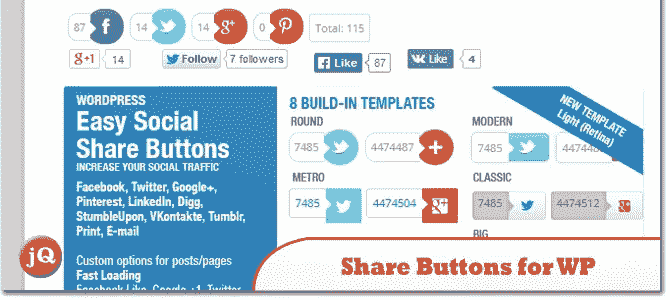 87 f 14 14 g+ 0 Total: 115
g+1 14 Follow 7 followers f Like 87 Like 4
WORDPRESS
Easy Social
Share Buttons
INCREASE YOUR SOCIAL TRAFFIC
Facebook, Twitter, Google+,
Pinterest, LinkedIn, Digg,
StumbleUpon, VKontakte, Tumblr,
Print, E-mail
Custom options for posts/pages
Fast Loading
Facebook Like, Google +1, Twitter
8 BUILD-IN TEMPLATES
ROUND
7485 4474487 +
METRO
7485 4474504 g+
MODERN
7485
CLASSIC
7485 4474512 g+
BIG
NEW TEMPLATE
Light (Retina)
jQ
Share Buttons for WP